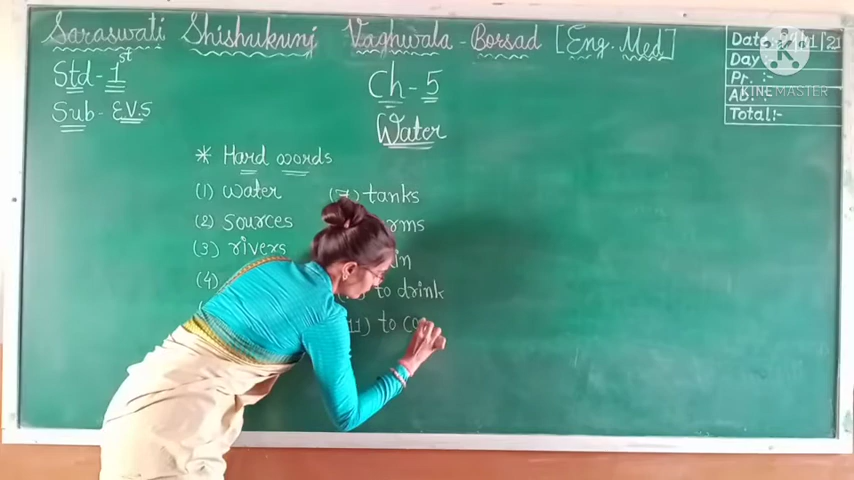 Saraswati Shishukunj Vaghwala - Borsad [Eng. Med]
Std - 1st
Ch - 5
Sub - E.V.S
Water
* Hard words
(1) water
(7) tanks
(2) sources
(3) rivers
(4)
to drink
11) to
Date
Day :-
Pr. :-
Ab. :-
Total:-
KINEMASTER